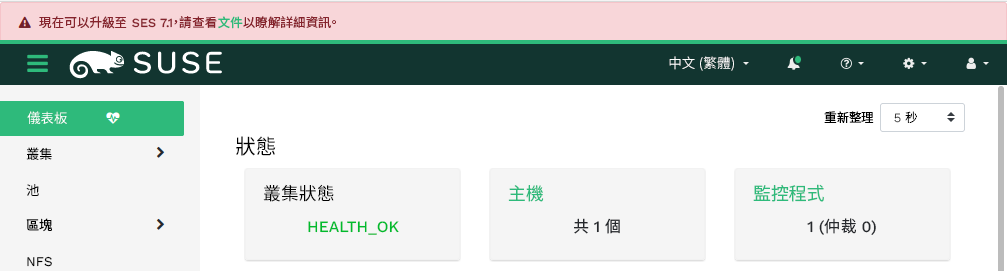 現在可以升級至 SES 7.1，請查看文件以瞭解詳細資訊。
SUSE
中文 (繁體)
儀表板
重新整理 5 秒
叢集
池
區塊
NFS
狀態
叢集狀態
HEALTH_OK
主機
共 1 個
監控程式
1 (仲裁 0)